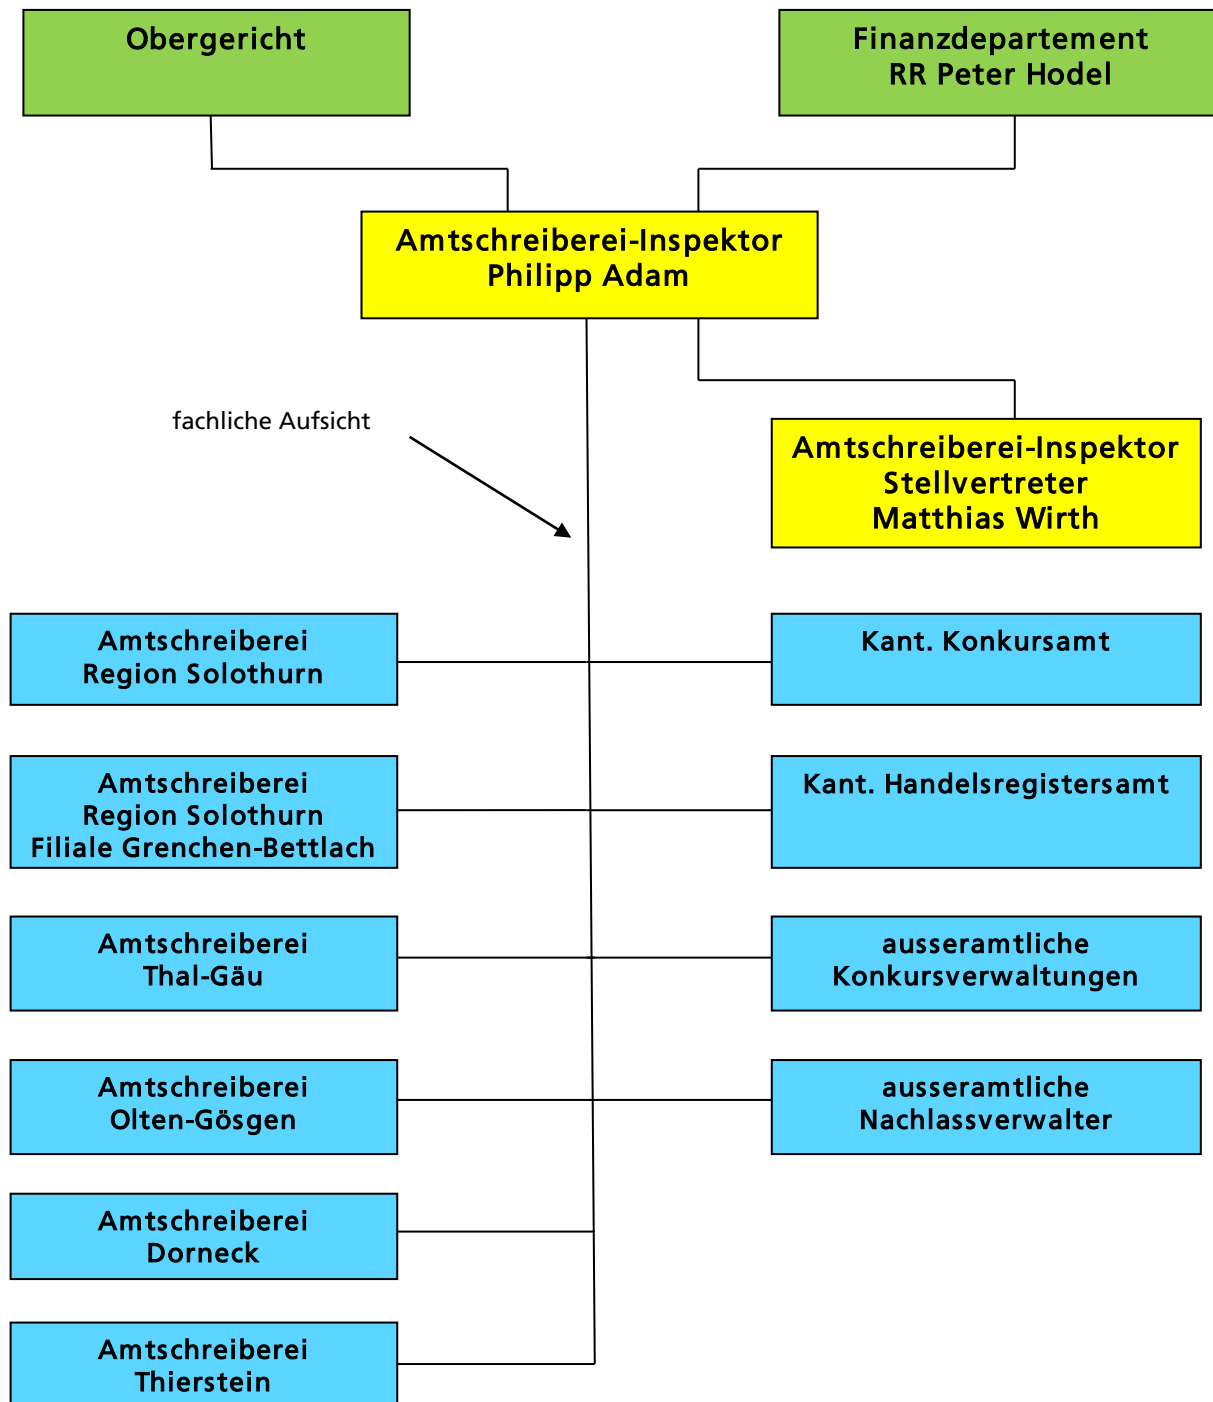 Obergericht
Finanzdepartement
RR Peter Hodel
Amtschreiberei-Inspektor
Philipp Adam
fachliche Aufsicht
Amtschreiberei-Inspektor
Stellvertreter
Matthias Wirth
Amtschreiberei
Region Solothurn
Kant. Konkursamt
Amtschreiberei
Region Solothurn
Filiale Grenchen-Bettlach
Kant. Handelsregistersamt
Amtschreiberei
Thal-Gäu
ausseramtliche
Konkursverwaltungen
Amtschreiberei
Olten-Gösgen
ausseramtliche
Nachlassverwalter
Amtschreiberei
Dorneck
Amtschreiberei
Thierstein